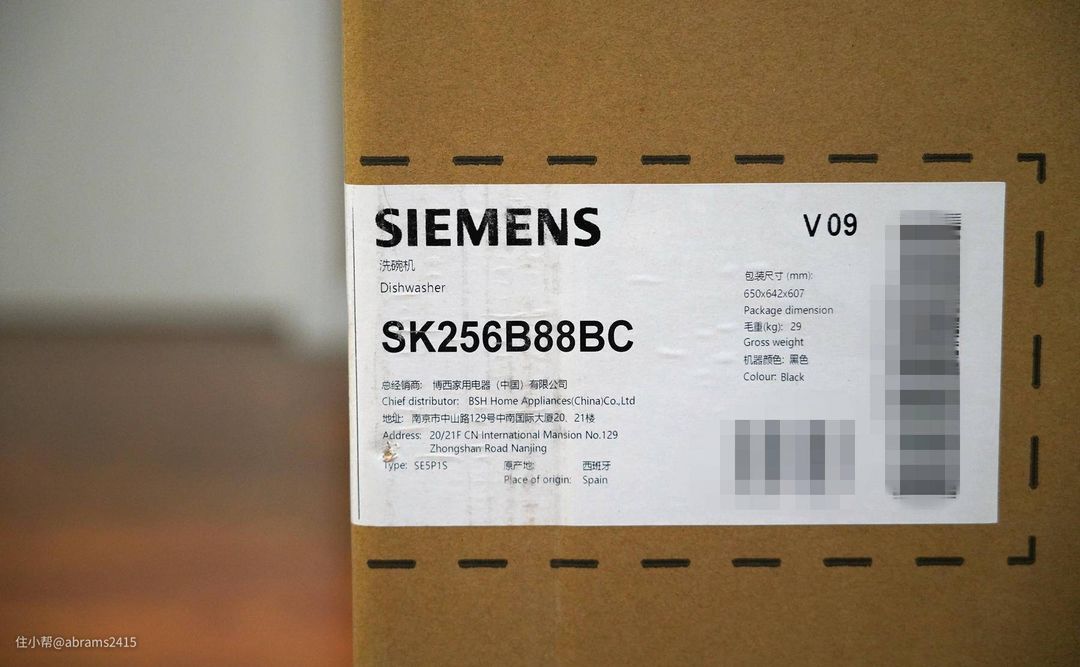 SIEMENS
V 09
洗碗机
Dishwasher
SK256B88BC
总经销商: 博西家用电器（中国）有限公司
Chief distributor: BSH Home Appliances(China)Co.,Ltd
地址: 南京市中山路129号中南国际大厦20、21楼
Address: 20/21F CN International Mansion No.129
Zhongshan Road Nanjing
Type: SE5P1S
原产地: 西班牙
Place of origin: Spain
包装尺寸 (mm):
650x642x607
Package dimension
毛重(kg): 29
Gross weight
机器颜色: 黑色
Colour: Black
住小帮@abrams2415